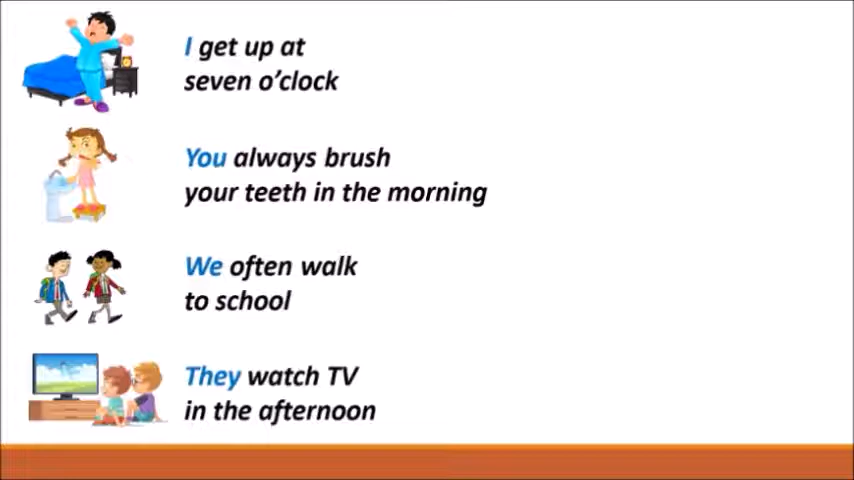 I get up at
seven o’clock
You always brush
your teeth in the morning
We often walk
to school
They watch TV
in the afternoon